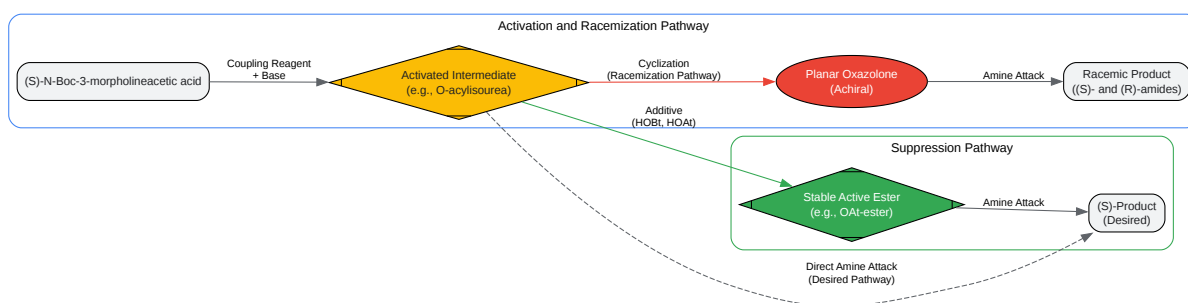 Activation and Racemization Pathway
(S)-N-Boc-3-morpholineacetic acid
Coupling Reagent
+ Base
Activated Intermediate
(e.g., O-acylisourea)
Cyclization
(Racemization Pathway)
Planar Oxazolone
(Achiral)
Amine Attack
Racemic Product
((S)- and (R)-amides)
Additive
(HOBt, HOAt)
Suppression Pathway
Stable Active Ester
(e.g., OAt-ester)
Amine Attack
(S)-Product
(Desired)
Direct Amine Attack
(Desired Pathway)